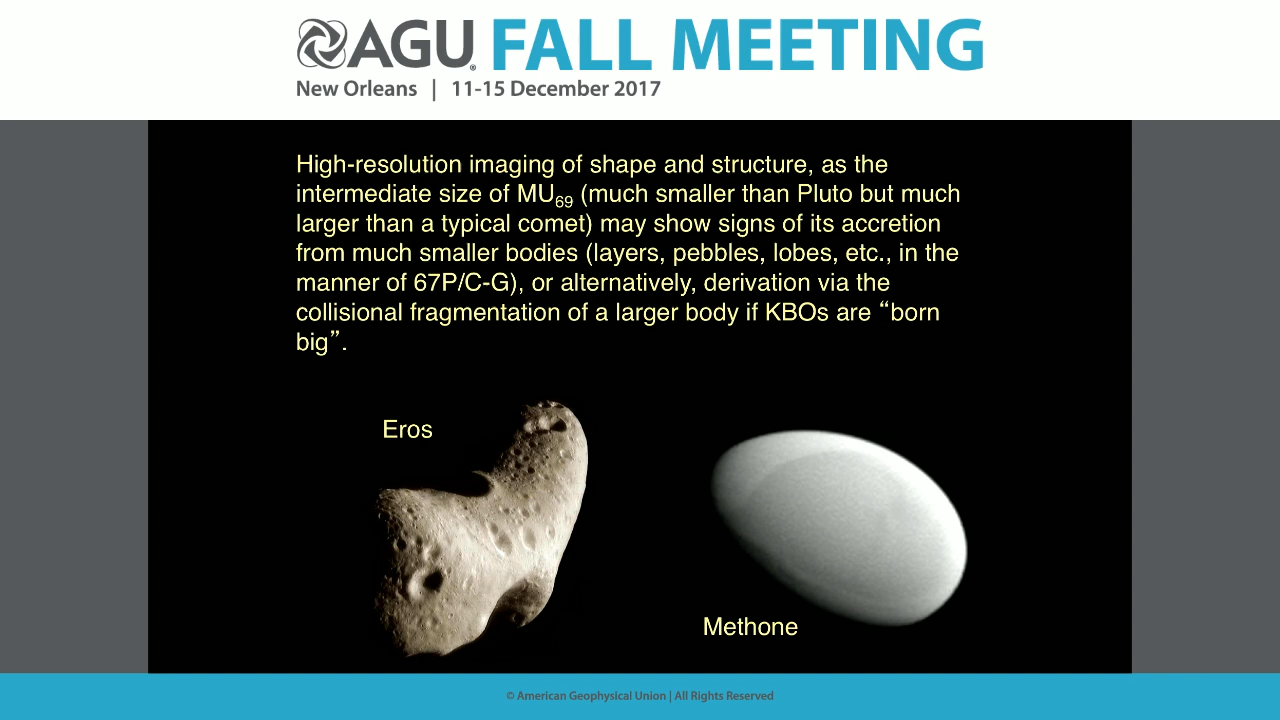 AGU FALL MEETING
New Orleans | 11-15 December 2017
High-resolution imaging of shape and structure, as the
intermediate size of MU₆₉ (much smaller than Pluto but much
larger than a typical comet) may show signs of its accretion
from much smaller bodies (layers, pebbles, lobes, etc., in the
manner of 67P/C-G), or alternatively, derivation via the
collisional fragmentation of a larger body if KBOs are “born
big”.
Eros
Methone
© American Geophysical Union | All Rights Reserved